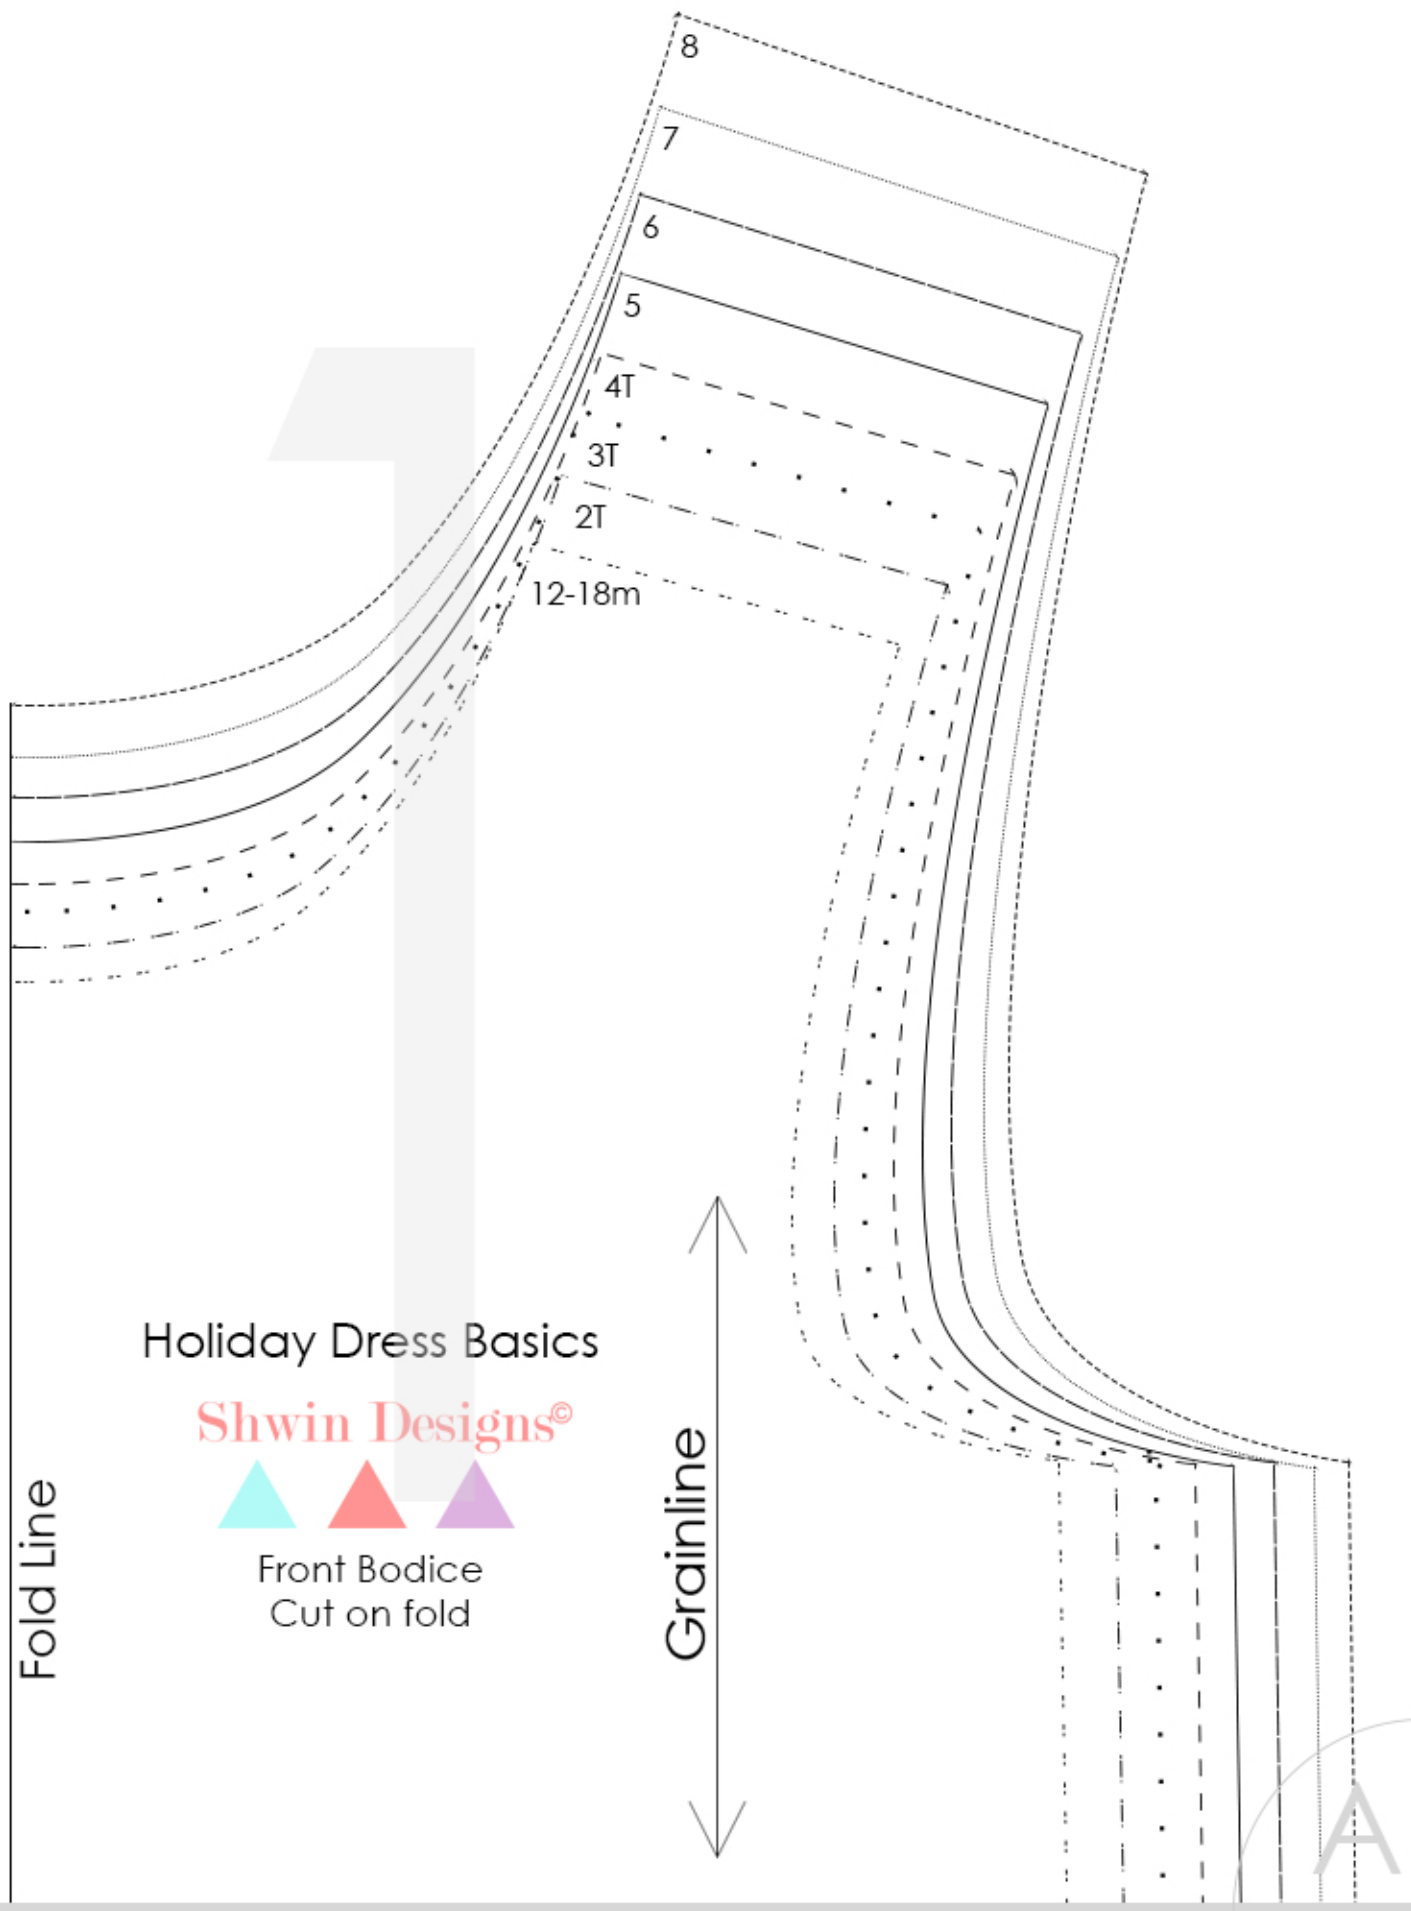 8
7
6
5
4T
3T
2T
12-18m
1
Holiday Dress Basics
Shwin Designs©
Front Bodice
Cut on fold
Fold Line
Grainline
A